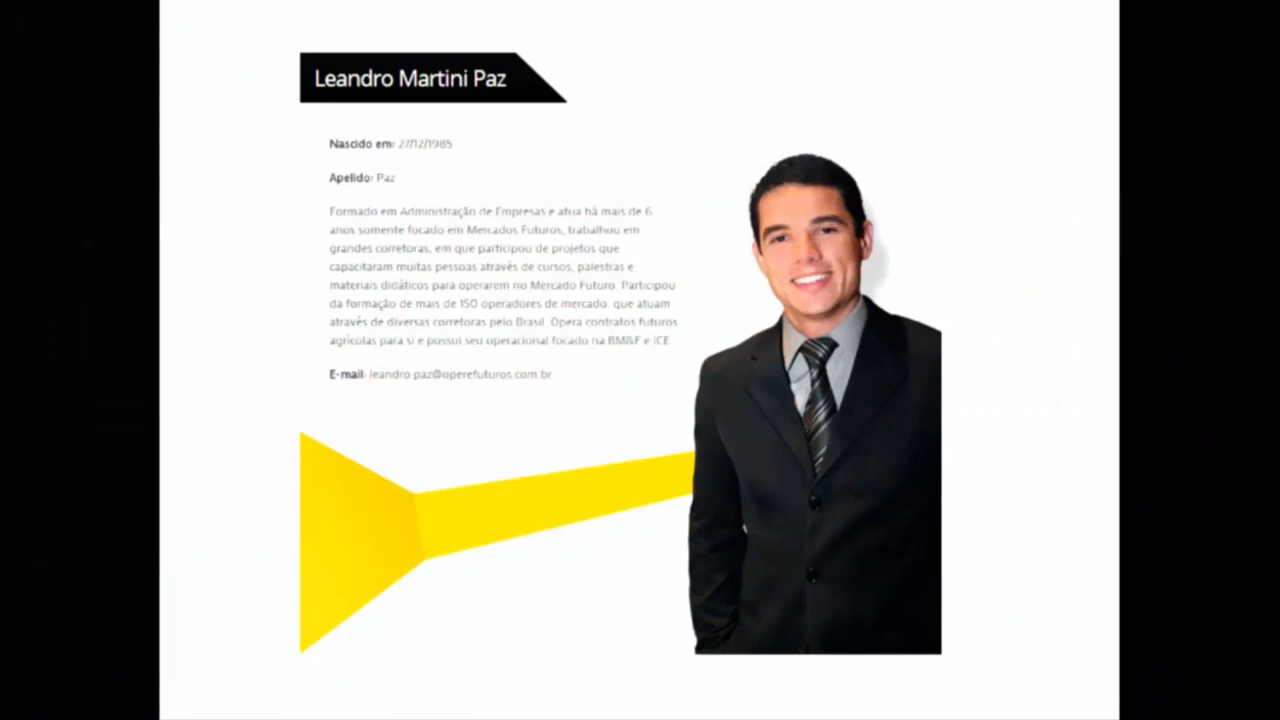 Leandro Martini Paz
Nascido em: 27/12/1985
Apelido: Paz
Formado em Administração de Empresas e atua há mais de 6
anos somente focado em Mercados Futuros, trabalhou em
grandes corretoras, em que participou de projetos que
capacitaram muitas pessoas através de cursos, palestras e
materiais didáticos para operarem no Mercado Futuro. Participou
da formação de mais de 150 operadores de mercado, que atuam
através de diversas corretoras pelo Brasil. Opera contratos futuros
agrícolas para si e possui seu operacional focado na BM&F e ICE.
E-mail: leandro.paz@operefuturos.com.br